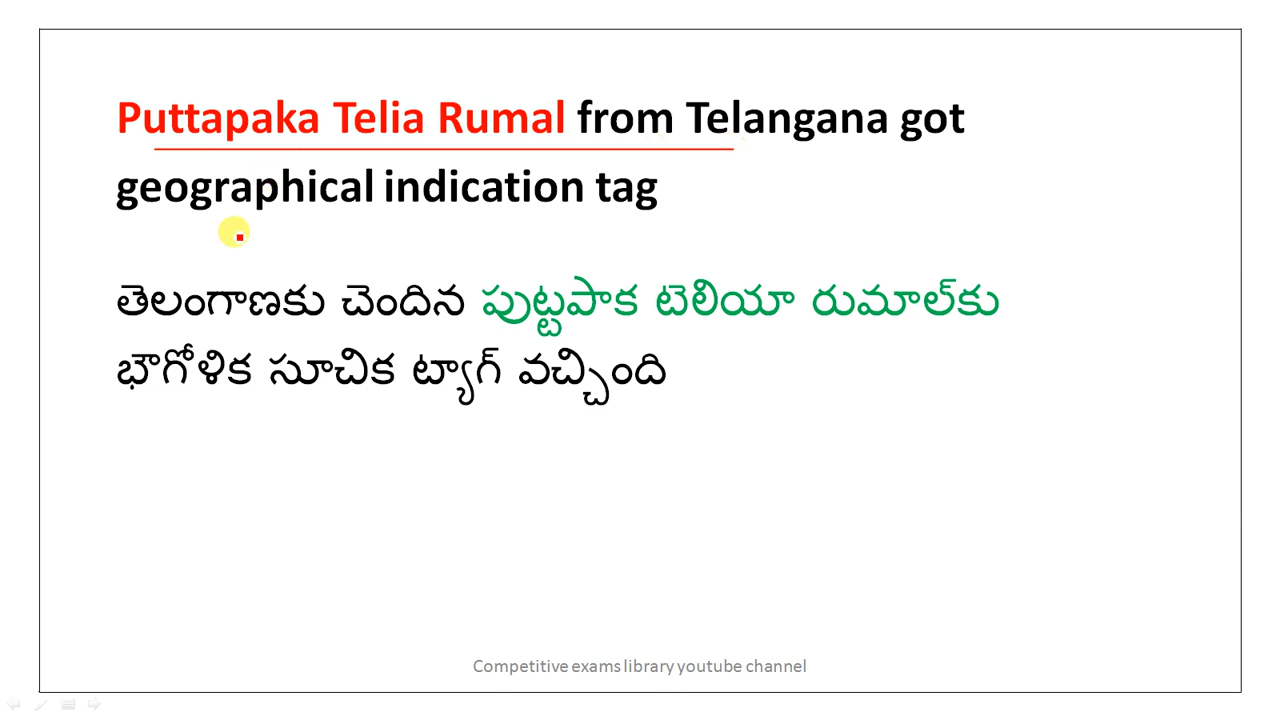 Puttapaka Telia Rumal from Telangana got
geographical indication tag
తెలంగాణకు చెందిన పుట్టపాక టెలియా రుమాల్‌కు
భౌగోళిక సూచిక ట్యాగ్ వచ్చింది
Competitive exams library youtube channel